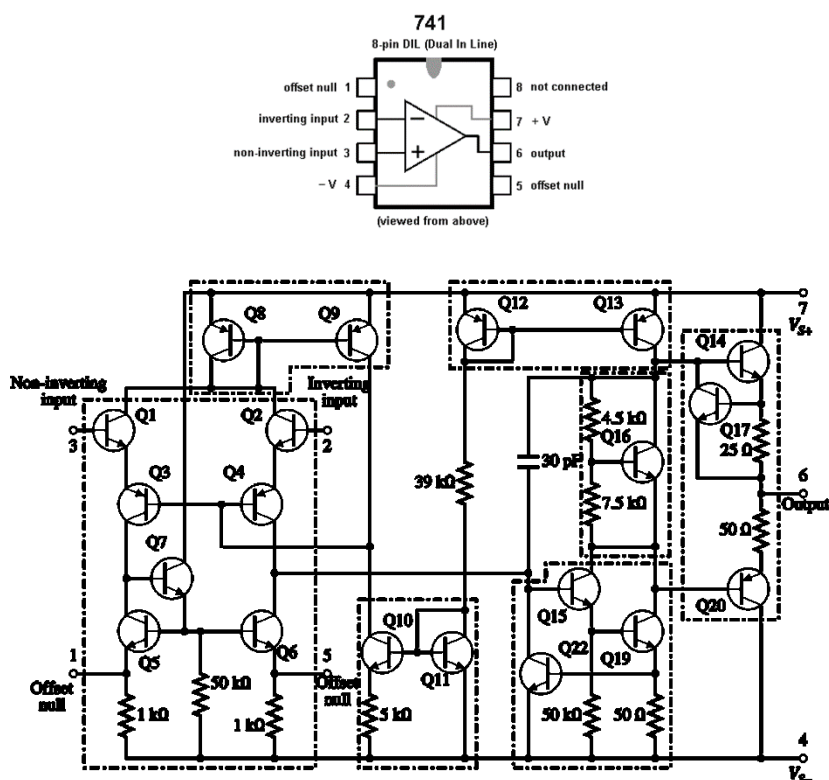 741
8-pin DIL (Dual In Line)
offset null 1
8 not connected
inverting input 2
7 + V
non-inverting input 3
6 output
– V 4
5 offset null
(viewed from above)
Q8
Q9
Q12
Q13
7
V_S+
Q14
Non-inverting input
Inverting input
Q1
Q2
3
2
4.5 kΩ
Q16
Q17
25 Ω
30 pF
39 kΩ
Q3
Q4
7.5 kΩ
6
Output
50 Ω
Q7
Q15
Q20
Q10
Q5
Q6
1
5
Q22
Q19
Q11
Offset null
50 kΩ
Offset null
1 kΩ
1 kΩ
5 kΩ
50 kΩ
50 Ω
4
V_S–